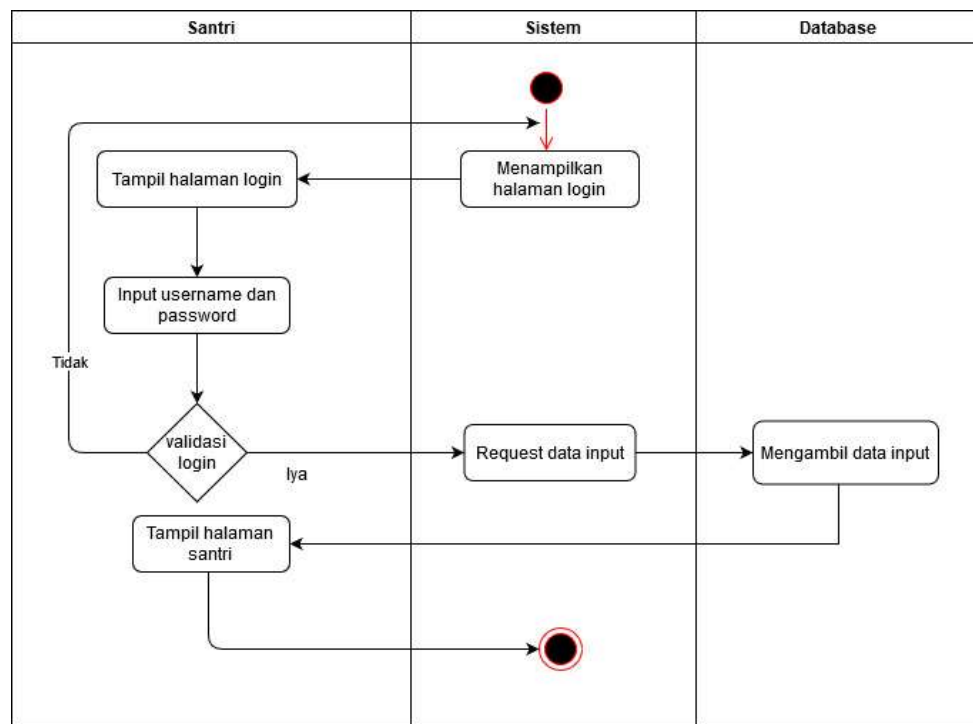 Santri
Sistem
Database
Menampilkan
halaman login
Tampil halaman login
Input username dan
password
Tidak
validasi
login
Iya
Request data input
Mengambil data input
Tampil halaman
santri